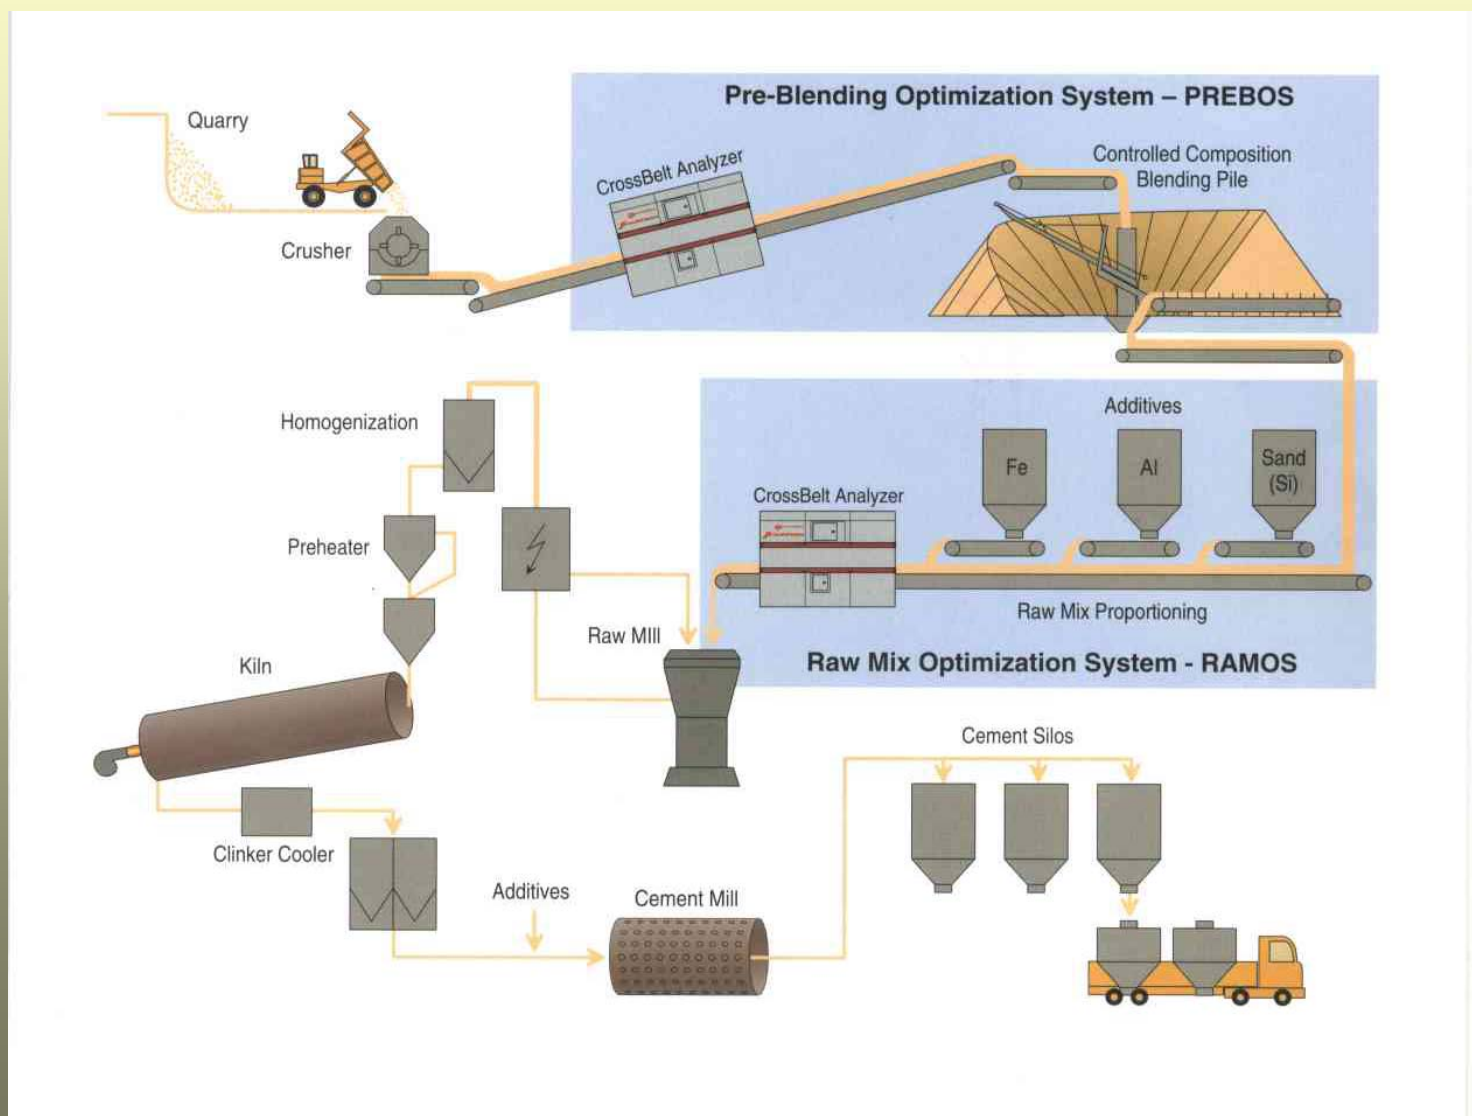 Pre-Blending Optimization System – PREBOS
Quarry
CrossBelt Analyzer
Controlled Composition
Blending Pile
Crusher
Homogenization
Additives
Fe
Al
Sand
(Si)
CrossBelt Analyzer
Preheater
Raw Mix Proportioning
Raw MIll
Raw Mix Optimization System - RAMOS
Kiln
Cement Silos
Clinker Cooler
Additives
Cement Mill